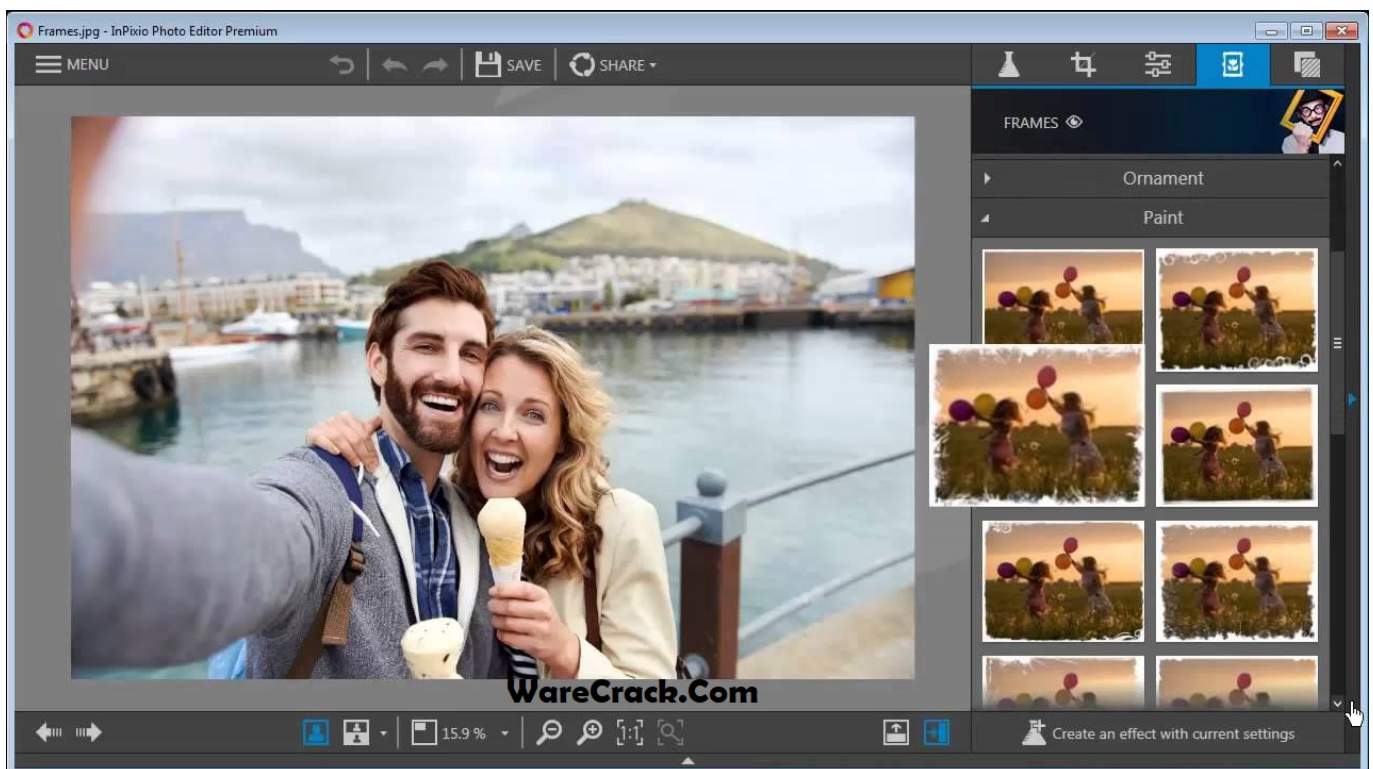 Frames.jpg - InPixio Photo Editor Premium
MENU
SAVE
SHARE
FRAMES
Ornament
Paint
WareCrack.Com
15.9 %
[1:1]
Create an effect with current settings